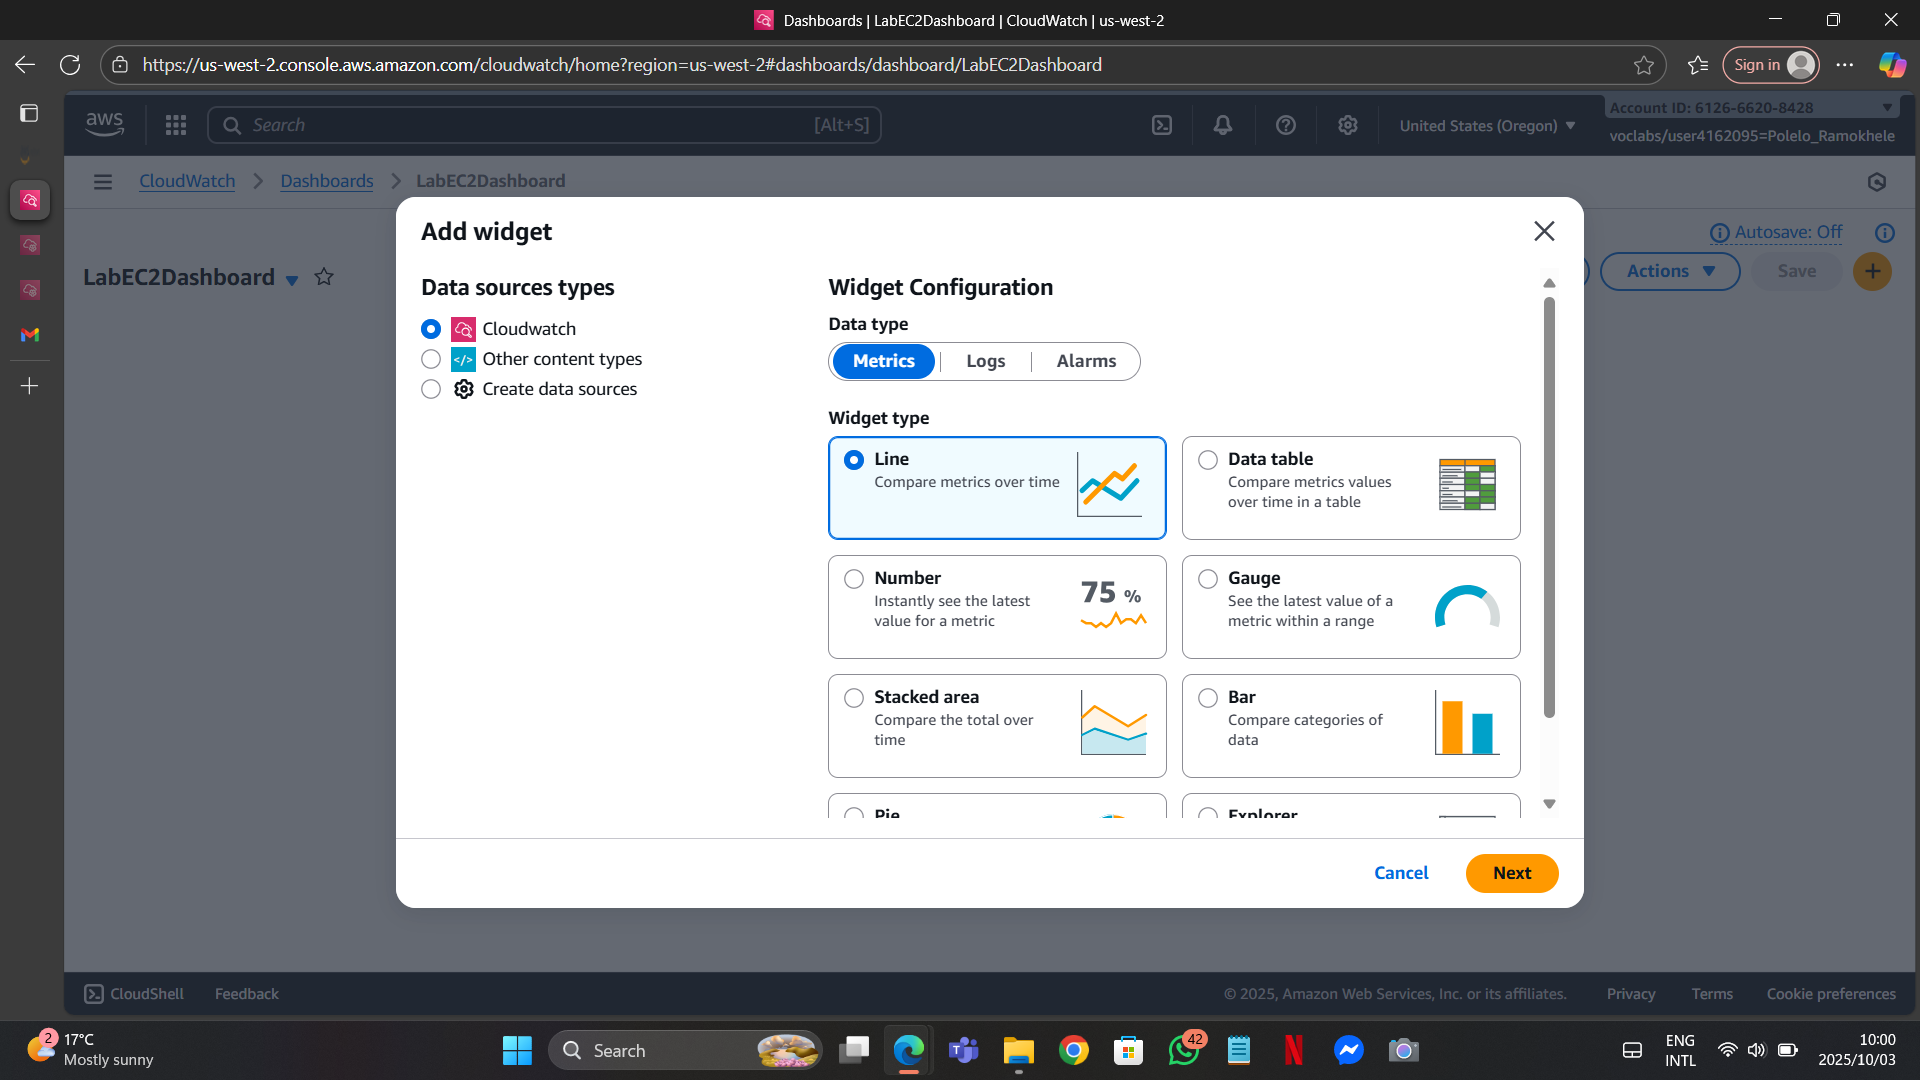 Dashboards | LabEC2Dashboard | CloudWatch | us-west-2
https://us-west-2.console.aws.amazon.com/cloudwatch/home?region=us-west-2#dashboards/dashboard/LabEC2Dashboard
Sign in
aws
Search
[Alt+S]
United States (Oregon)
Account ID: 6126-6620-8428
voclabs/user4162095=Polelo_Ramokhele
CloudWatch
Dashboards
LabEC2Dashboard
Autosave: Off
LabEC2Dashboard
Actions
Save
Add widget
Data sources types
Cloudwatch
Other content types
Create data sources
Widget Configuration
Data type
Metrics
Logs
Alarms
Widget type
Line
Compare metrics over time
Data table
Compare metrics values
over time in a table
Number
Instantly see the latest
value for a metric
75 %
Gauge
See the latest value of a
metric within a range
Stacked area
Compare the total over
time
Bar
Compare categories of
data
Pie
Explorer
Cancel
Next
CloudShell
Feedback
© 2025, Amazon Web Services, Inc. or its affiliates.
Privacy
Terms
Cookie preferences
2
17°C
Mostly sunny
Search
42
ENG
INTL
10:00
2025/10/03